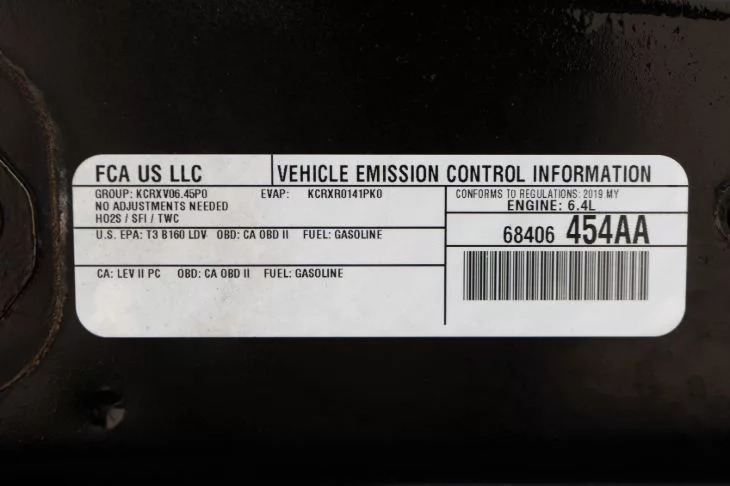 FCA US LLC VEHICLE EMISSION CONTROL INFORMATION
GROUP: KCRXV06.45P0 EVAP: KCRXR0141PK0
NO ADJUSTMENTS NEEDED
HO2S / SFI / TWC
CONFORMS TO REGULATIONS: 2019 MY
ENGINE: 6.4L
U.S. EPA: T3 B160 LDV OBD: CA OBD II FUEL: GASOLINE
68406 454AA
CA: LEV II PC OBD: CA OBD II FUEL: GASOLINE